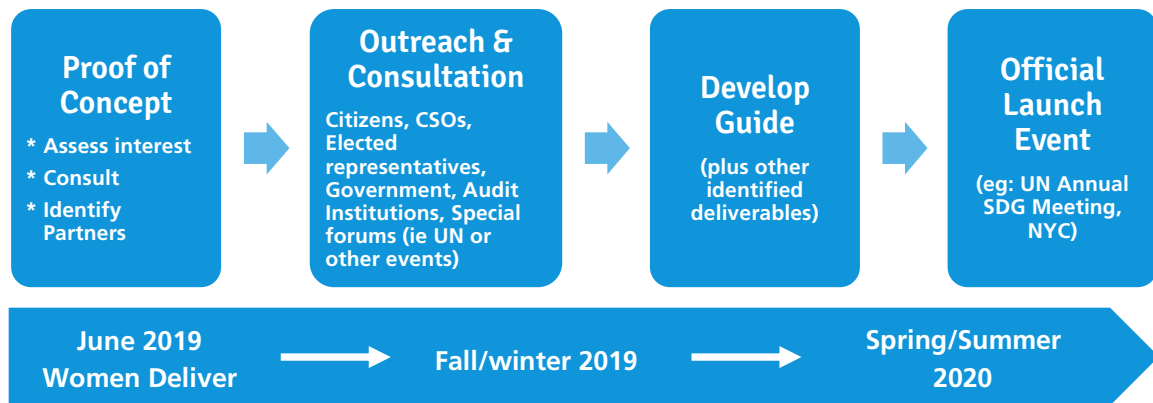 Proof of
Concept
* Assess interest
* Consult
* Identify
Partners
Outreach &
Consultation
Citizens, CSOs,
Elected
representatives,
Government, Audit
Institutions, Special
forums (ie UN or
other events)
Develop
Guide
(plus other
identified
deliverables)
Official
Launch
Event
(eg: UN Annual
SDG Meeting,
NYC)
June 2019
Women Deliver
Fall/winter 2019
Spring/Summer
2020